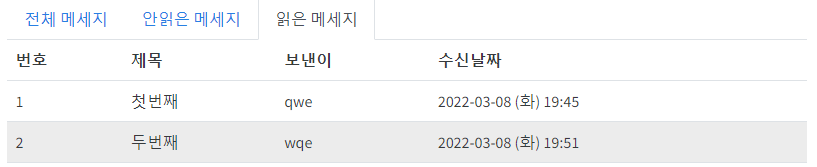 전체 메세지 안읽은 메세지 읽은 메세지
번호 제목 보낸이 수신날짜
1 첫번째 qwe 2022-03-08 (화) 19:45
2 두번째 wqe 2022-03-08 (화) 19:51